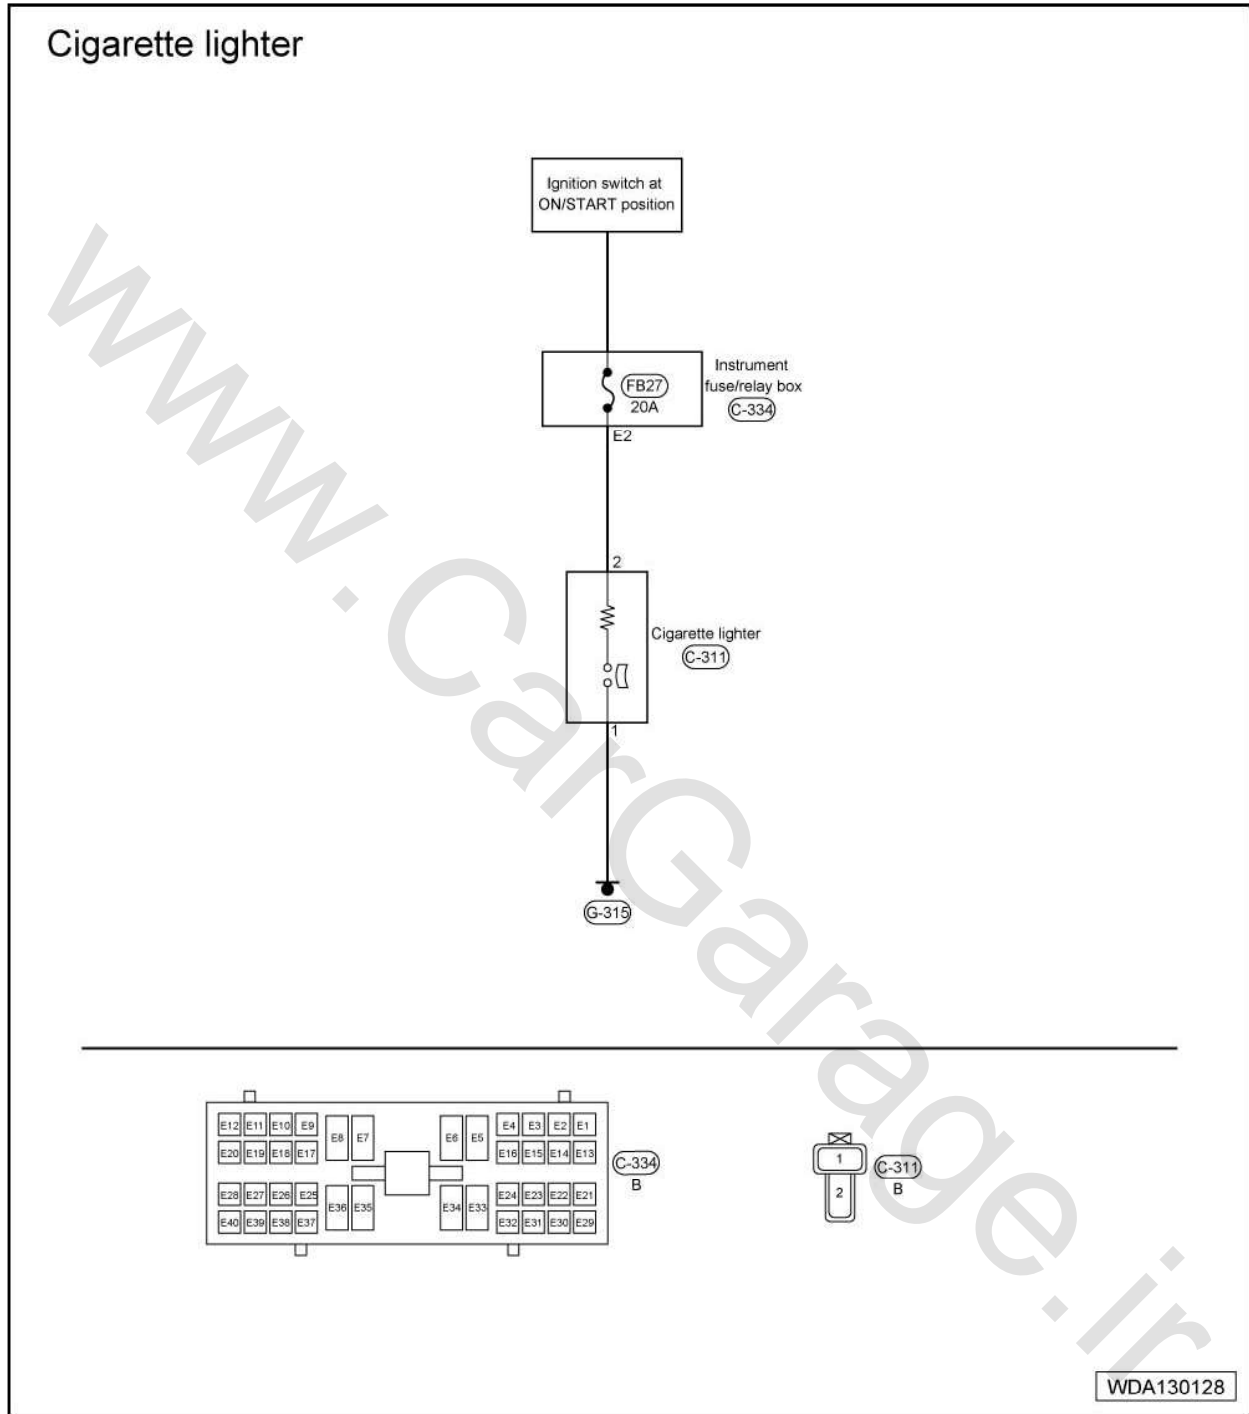 Cigarette lighter
Ignition switch at
ON/START position
Instrument
fuse/relay box
C-334
FB27
20A
E2
2
Cigarette lighter
C-311
1
G-315
E12 E11 E10 E9 E8 E7 E6 E5 E4 E3 E2 E1
E20 E19 E18 E17 E16 E15 E14 E13
C-334
B
E28 E27 E26 E25 E36 E35 E34 E33 E24 E23 E22 E21
E40 E39 E38 E37 E32 E31 E30 E29
1
2
C-311
B
www.CarGarage.ir
WDA130128